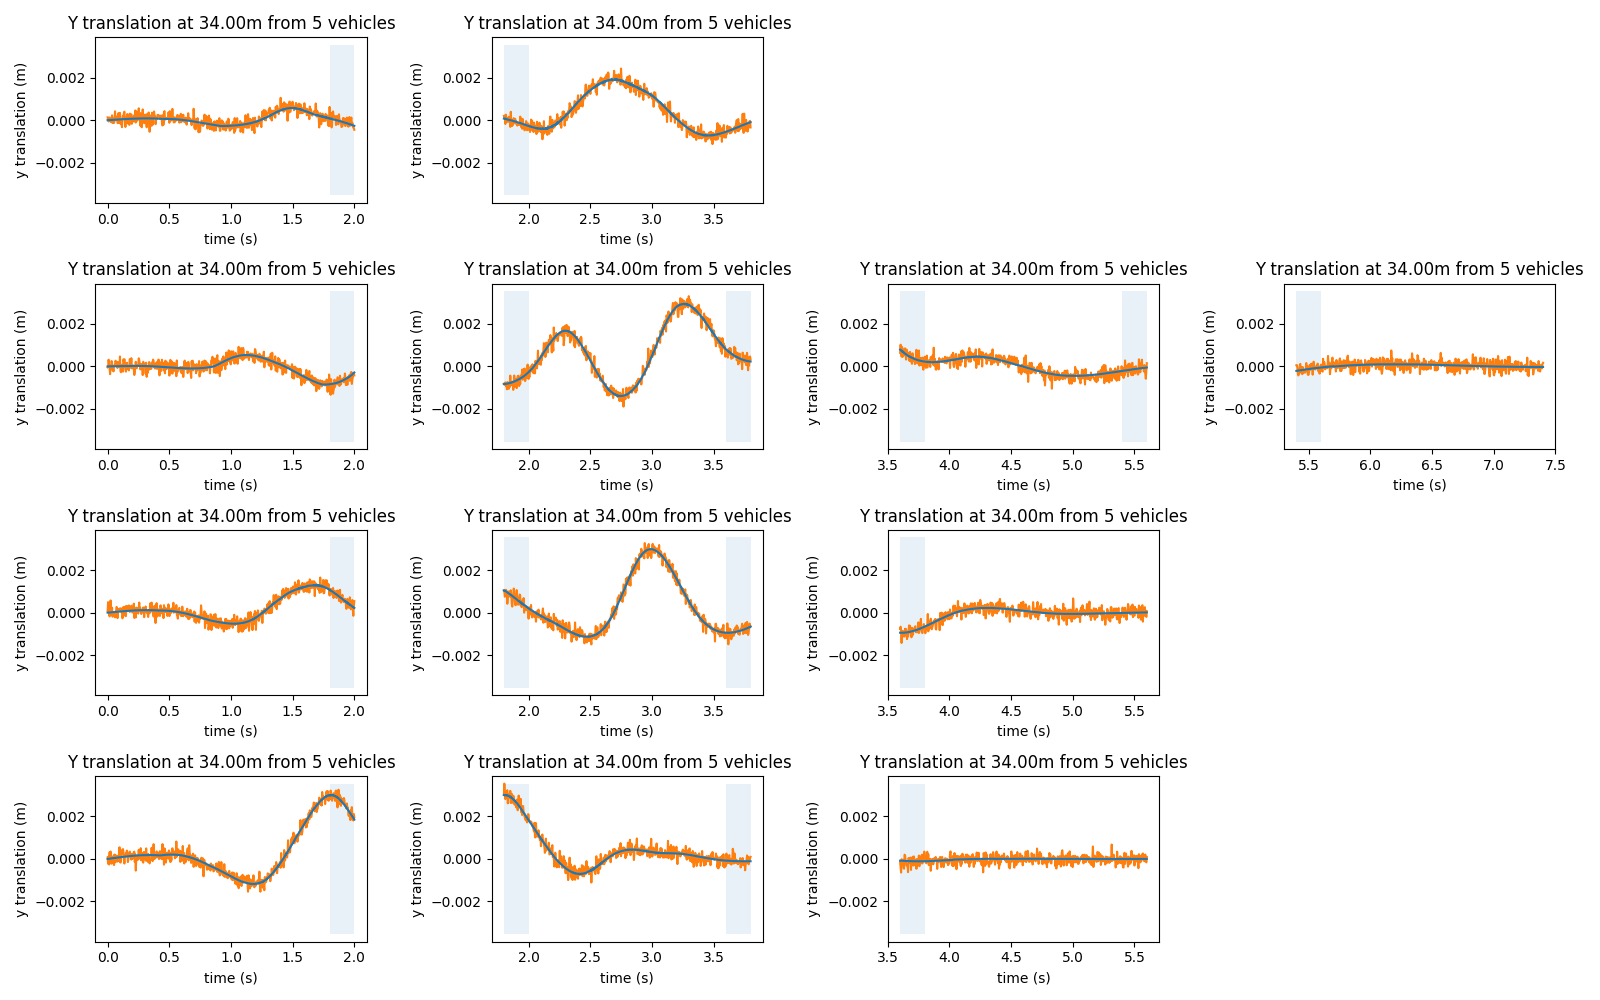 Y translation at 34.00m from 5 vehicles
Y translation at 34.00m from 5 vehicles
y translation (m)
0.002
0.000
−0.002
0.0 0.5 1.0 1.5 2.0
time (s)
y translation (m)
0.002
0.000
−0.002
2.0 2.5 3.0 3.5
time (s)
Y translation at 34.00m from 5 vehicles
Y translation at 34.00m from 5 vehicles
Y translation at 34.00m from 5 vehicles
Y translation at 34.00m from 5 vehicles
y translation (m)
0.002
0.000
−0.002
0.0 0.5 1.0 1.5 2.0
time (s)
y translation (m)
0.002
0.000
−0.002
2.0 2.5 3.0 3.5
time (s)
y translation (m)
0.002
0.000
−0.002
3.5 4.0 4.5 5.0 5.5
time (s)
y translation (m)
0.002
0.000
−0.002
5.5 6.0 6.5 7.0 7.5
time (s)
Y translation at 34.00m from 5 vehicles
Y translation at 34.00m from 5 vehicles
Y translation at 34.00m from 5 vehicles
y translation (m)
0.002
0.000
−0.002
0.0 0.5 1.0 1.5 2.0
time (s)
y translation (m)
0.002
0.000
−0.002
2.0 2.5 3.0 3.5
time (s)
y translation (m)
0.002
0.000
−0.002
3.5 4.0 4.5 5.0 5.5
time (s)
Y translation at 34.00m from 5 vehicles
Y translation at 34.00m from 5 vehicles
Y translation at 34.00m from 5 vehicles
y translation (m)
0.002
0.000
−0.002
0.0 0.5 1.0 1.5 2.0
time (s)
y translation (m)
0.002
0.000
−0.002
2.0 2.5 3.0 3.5
time (s)
y translation (m)
0.002
0.000
−0.002
3.5 4.0 4.5 5.0 5.5
time (s)